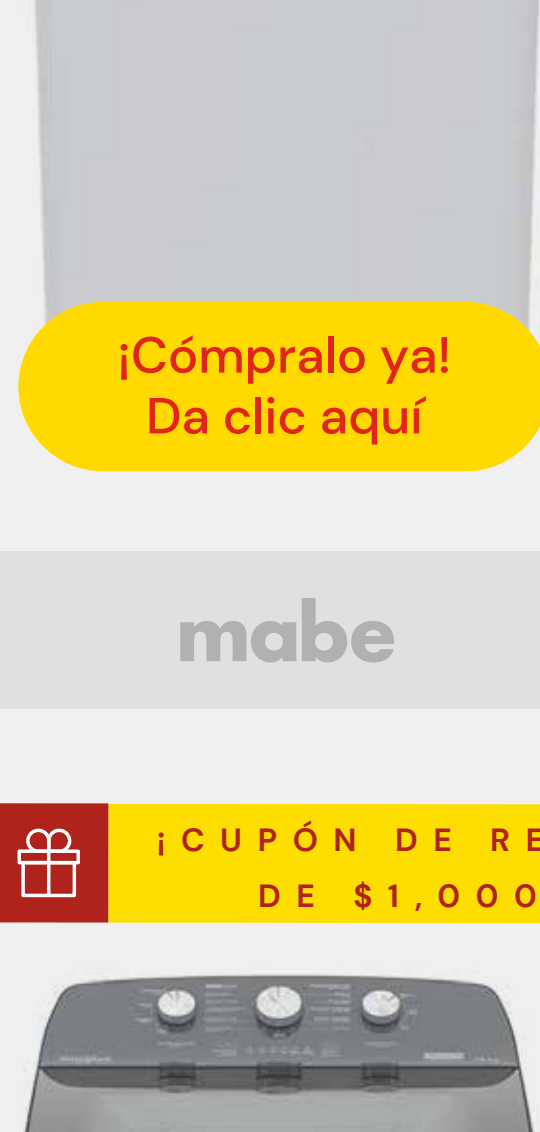 ¡Cómpralo ya!
Da clic aquí
mabe
¡CUPÓN DE RE
DE $1,000